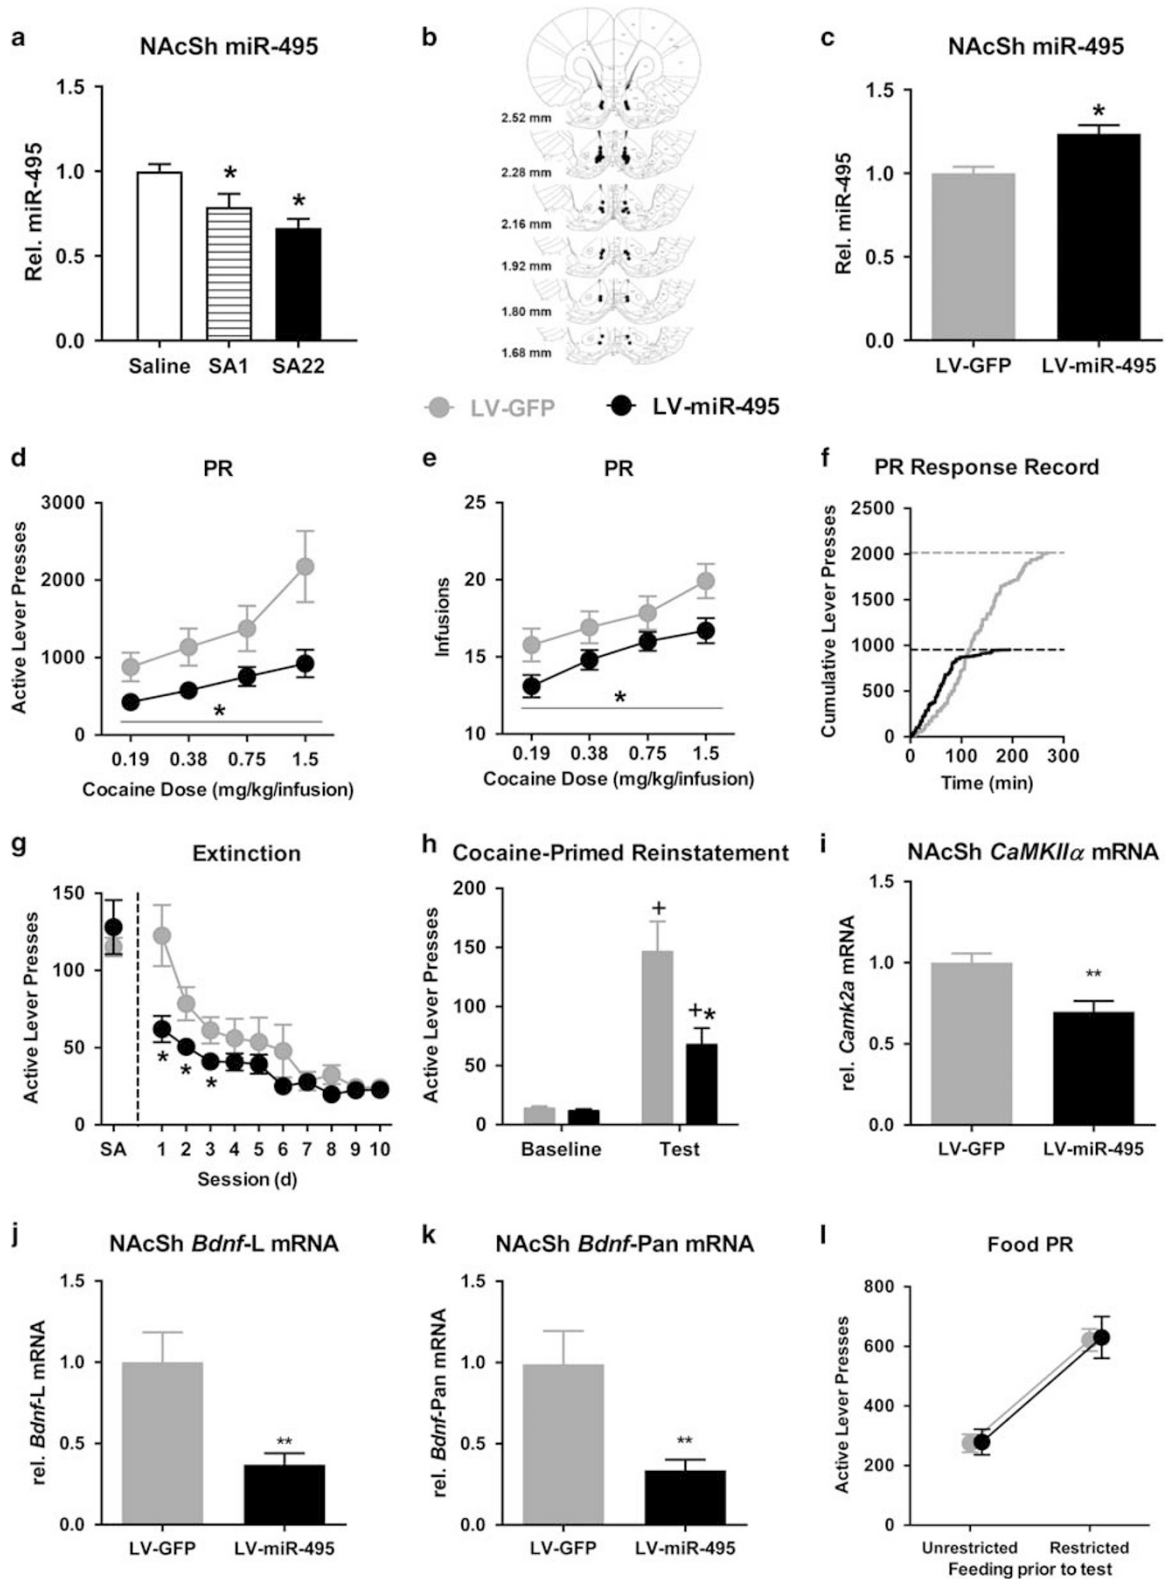 a
NAcSh miR-495
Rel. miR-495
1.5
1.0
0.5
0.0
*
*
Saline SA1 SA22
b
2.52 mm
2.28 mm
2.16 mm
1.92 mm
1.80 mm
1.68 mm
c
NAcSh miR-495
Rel. miR-495
1.5
1.0
0.5
0.0
*
LV-GFP LV-miR-495
LV-GFP LV-miR-495
d
PR
Active Lever Presses
3000
2000
1000
0
*
0.19 0.38 0.75 1.5
Cocaine Dose (mg/kg/infusion)
e
PR
Infusions
25
20
15
10
*
0.19 0.38 0.75 1.5
Cocaine Dose (mg/kg/infusion)
f
PR Response Record
Cumulative Lever Presses
2500
2000
1500
1000
500
0
0 100 200 300
Time (min)
g
Extinction
Active Lever Presses
150
100
50
0
* * *
SA 1 2 3 4 5 6 7 8 9 10
Session (d)
h
Cocaine-Primed Reinstatement
Active Lever Presses
200
150
100
50
0
+
+*
Baseline Test
i
NAcSh CaMKIIα mRNA
rel. Camk2a mRNA
1.5
1.0
0.5
0.0
**
LV-GFP LV-miR-495
j
NAcSh Bdnf-L mRNA
rel. Bdnf-L mRNA
1.5
1.0
0.5
0.0
**
LV-GFP LV-miR-495
k
NAcSh Bdnf-Pan mRNA
rel. Bdnf-Pan mRNA
1.5
1.0
0.5
0.0
**
LV-GFP LV-miR-495
l
Food PR
Active Lever Presses
800
600
400
200
0
Unrestricted Restricted
Feeding prior to test